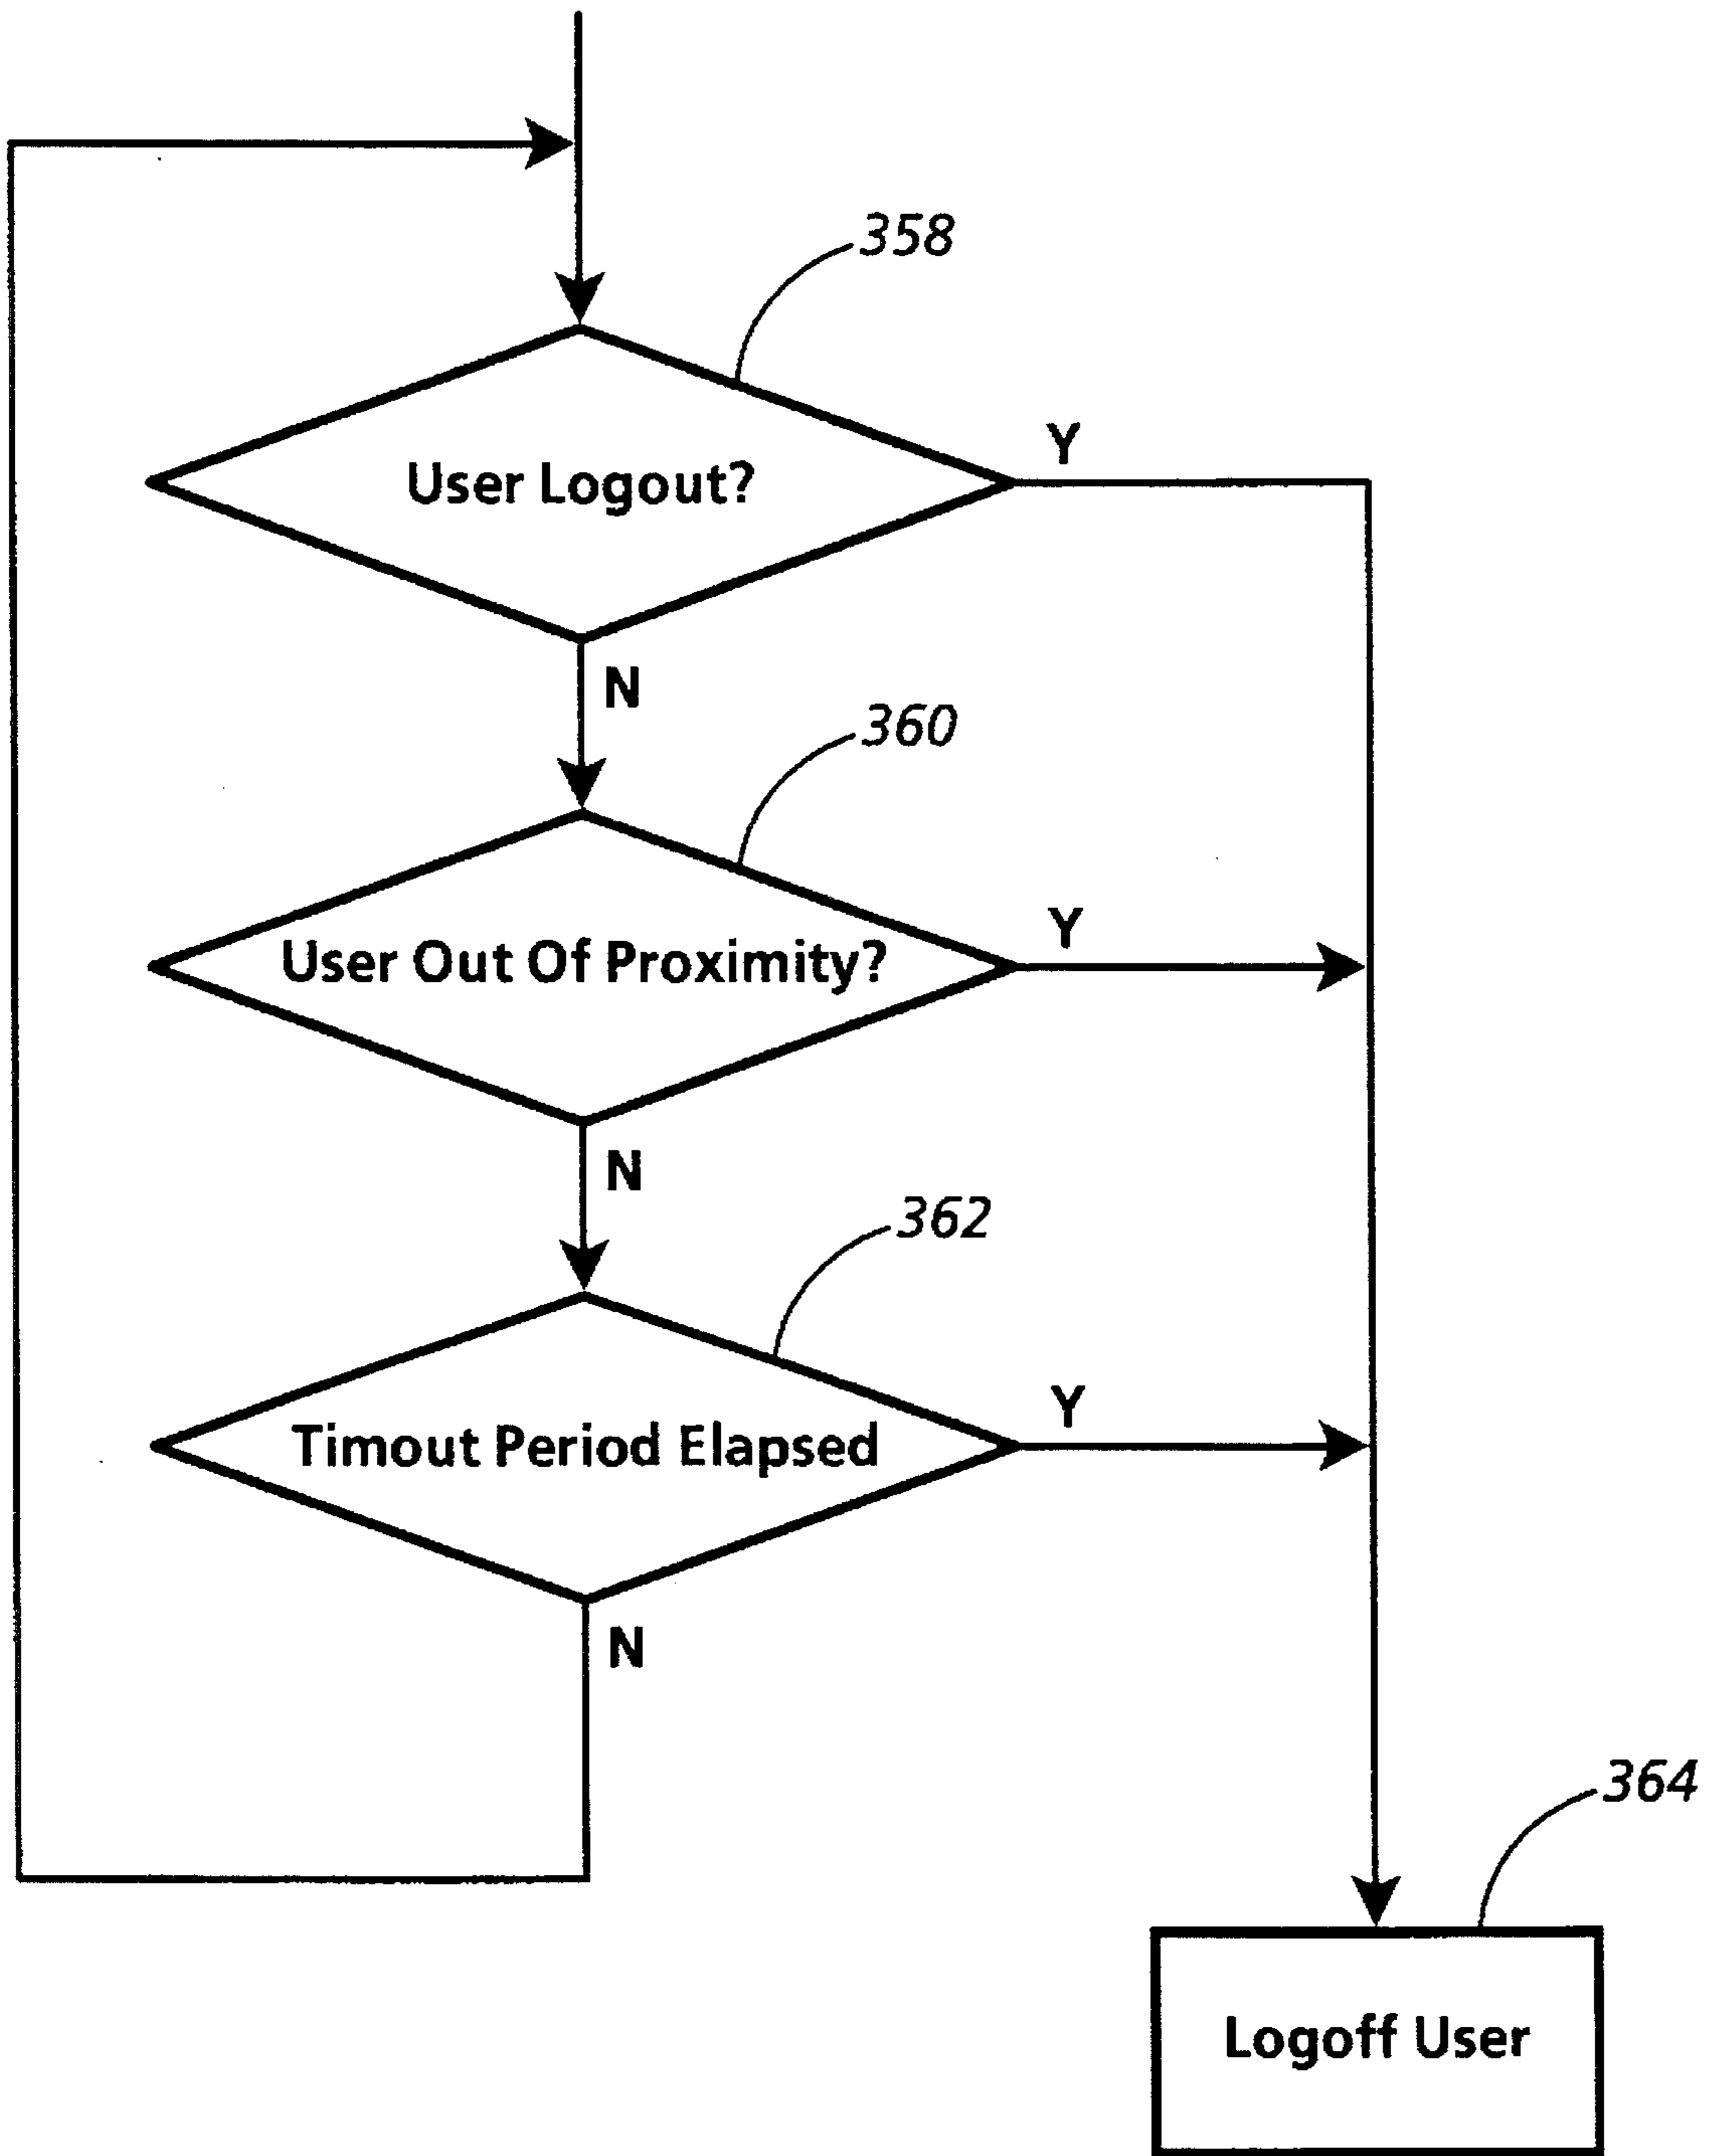 358
User Logout?
Y
N
360
User Out Of Proximity?
Y
N
362
Timout Period Elapsed
Y
N
364
Logoff User